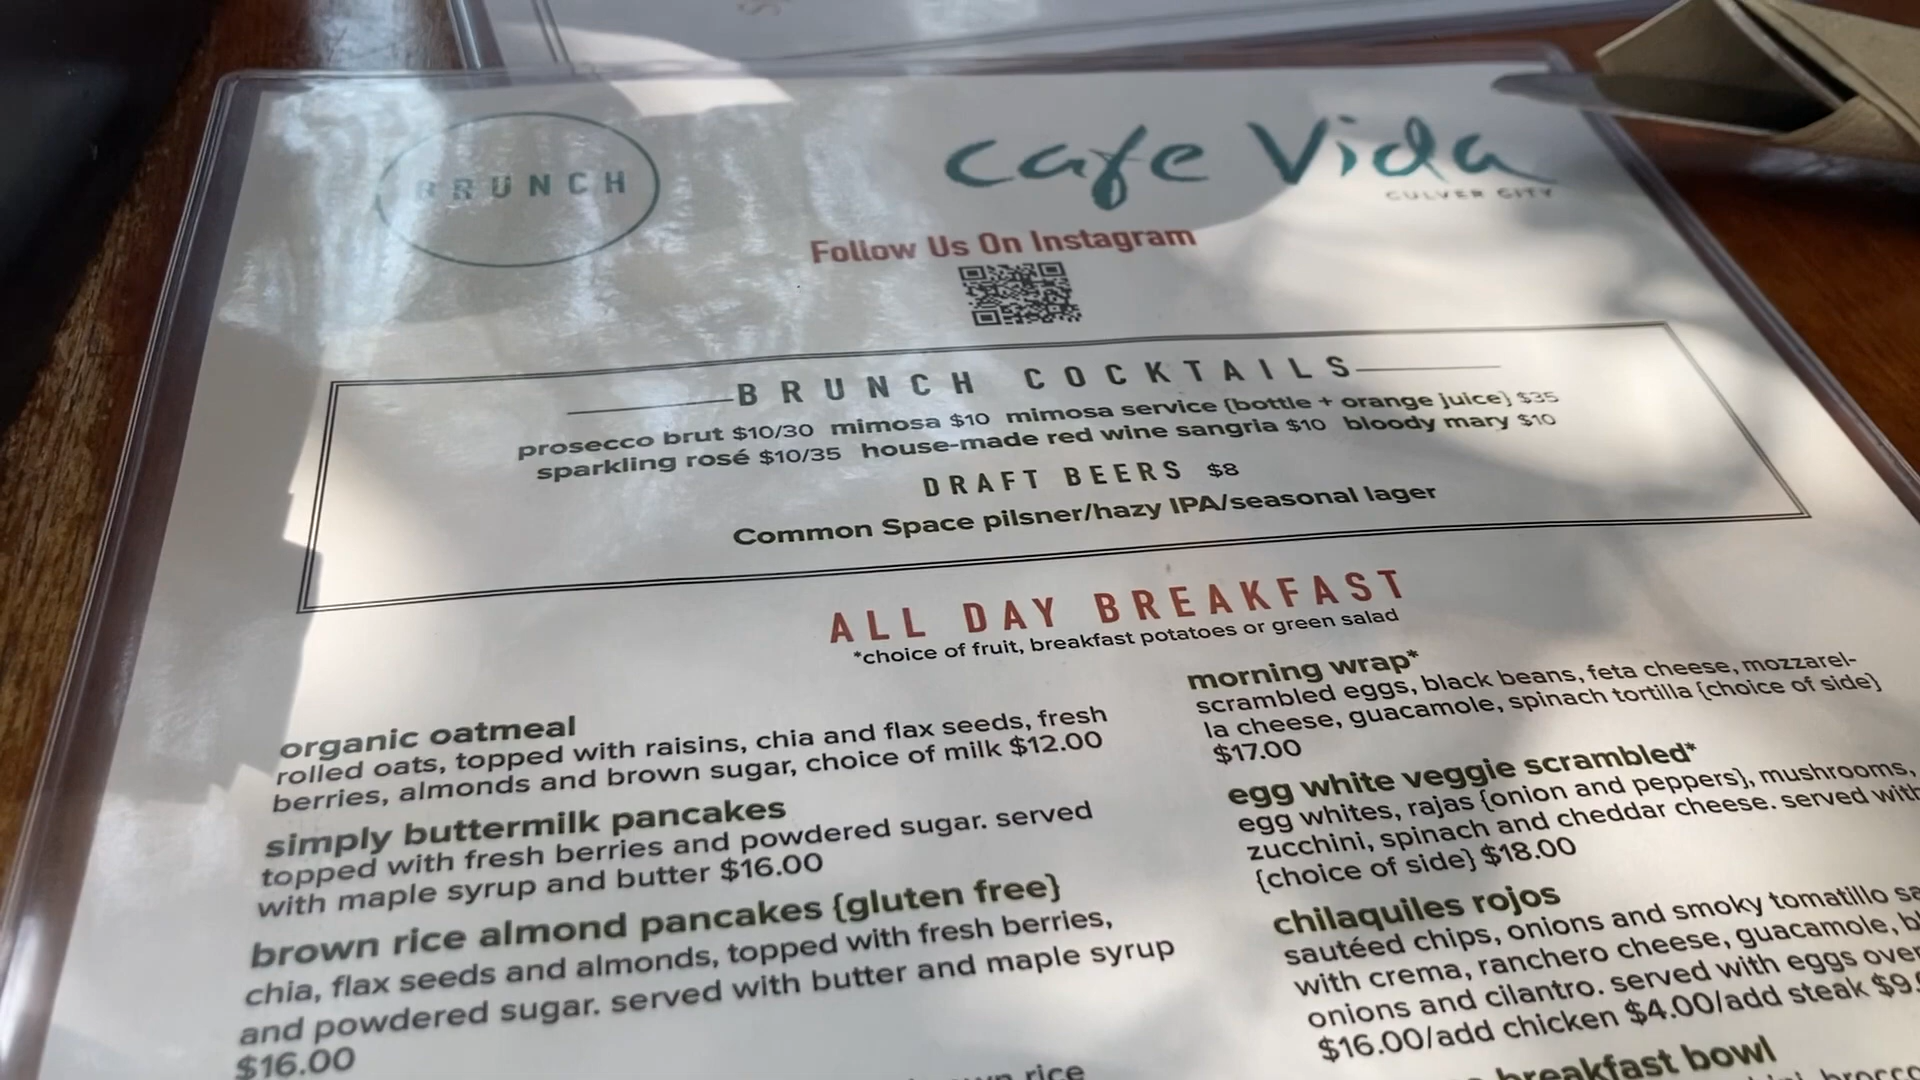 BRUNCH
cafe Vida
CULVER CITY
Follow Us On Instagram
BRUNCH COCKTAILS
prosecco brut $10/30 mimosa $10 mimosa service {bottle + orange juice} $35
sparkling rosé $10/35 house-made red wine sangria $10 bloody mary $10
DRAFT BEERS $8
Common Space pilsner/hazy IPA/seasonal lager
ALL DAY BREAKFAST
*choice of fruit, breakfast potatoes or green salad
organic oatmeal
rolled oats, topped with raisins, chia and flax seeds, fresh
berries, almonds and brown sugar, choice of milk $12.00
simply buttermilk pancakes
topped with fresh berries and powdered sugar. served
with maple syrup and butter $16.00
brown rice almond pancakes {gluten free}
chia, flax seeds and almonds, topped with fresh berries,
and powdered sugar. served with butter and maple syrup
$16.00
rice
morning wrap*
scrambled eggs, black beans, feta cheese, mozzarel-
la cheese, guacamole, spinach tortilla {choice of side}
$17.00
egg white veggie scrambled*
egg whites, rajas {onion and peppers}, mushrooms,
zucchini, spinach and cheddar cheese. served with
{choice of side} $18.00
chilaquiles rojos
sautéed chips, onions and smoky tomatillo
with crema, ranchero cheese, guacamole,
onions and cilantro. served with eggs over
$16.00/add chicken $4.00/add steak
breakfast bowl